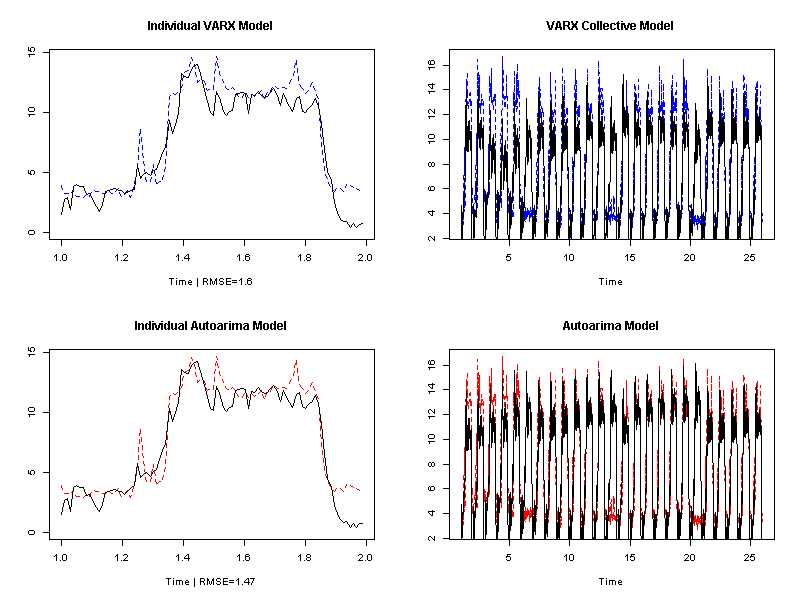 Individual VARX Model
15
10
5
0
1.0 1.2 1.4 1.6 1.8 2.0
Time | RMSE=1.6
VARX Collective Model
16
14
12
10
8
6
4
2
5 10 15 20 25
Time
Individual Autoarima Model
15
10
5
0
1.0 1.2 1.4 1.6 1.8 2.0
Time | RMSE=1.47
Autoarima Model
16
14
12
10
8
6
4
2
5 10 15 20 25
Time